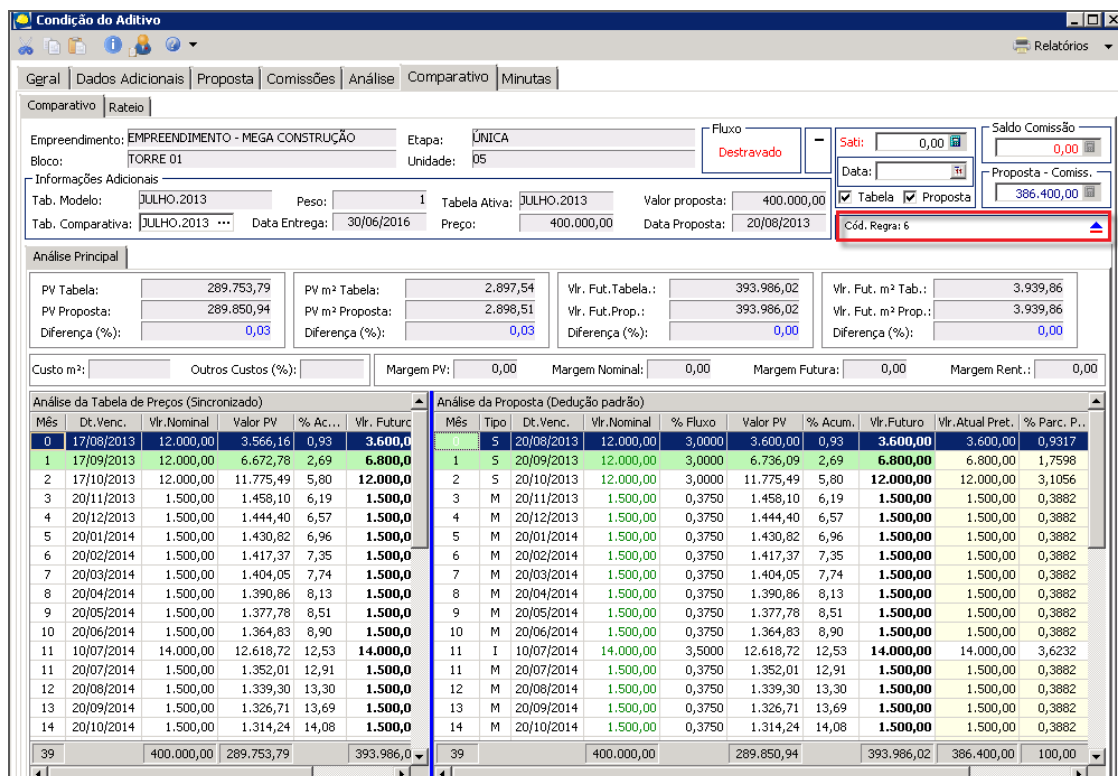 Condição do Aditivo
Relatórios
Geral Dados Adicionais Proposta Comissões Análise Comparativo Minutas
Comparativo Rateio
Empreendimento: EMPREENDIMENTO - MEGA CONSTRUÇÃO Etapa: ÚNICA
Bloco: TORRE 01 Unidade: 05
Fluxo
Destravado
Sati: 0,00
Data:
Tabela Proposta
Saldo Comissão
0,00
Proposta - Comiss.
386.400,00
Informações Adicionais
Tab. Modelo: JULHO.2013 Peso: 1 Tabela Ativa: JULHO.2013 Valor proposta: 400.000,00
Tab. Comparativa: JULHO.2013 ... Data Entrega: 30/06/2016 Preço: 400.000,00 Data Proposta: 20/08/2013
Cód. Regra: 6
Análise Principal
PV Tabela: 289.753,79 PV m² Tabela: 2.897,54 Vlr. Fut.Tabela.: 393.986,02 Vlr. Fut. m² Tab.: 3.939,86
PV Proposta: 289.850,94 PV m² Proposta: 2.898,51 Vlr. Fut.Prop.: 393.986,02 Vlr. Fut. m² Prop.: 3.939,86
Diferença (%): 0,03 Diferença (%): 0,03 Diferença (%): 0,00 Diferença (%): 0,00
Custo m²: Outros Custos (%): Margem PV: 0,00 Margem Nominal: 0,00 Margem Futura: 0,00 Margem Rent.: 0,00
Análise da Tabela de Preços (Sincronizado)
Mês Dt.Venc. Vlr.Nominal Valor PV % Ac... Vlr. Futuro
0 17/08/2013 12.000,00 3.566,16 0,93 3.600,0
1 17/09/2013 12.000,00 6.672,78 2,69 6.800,0
2 17/10/2013 12.000,00 11.775,49 5,80 12.000,0
3 20/11/2013 1.500,00 1.458,10 6,19 1.500,0
4 20/12/2013 1.500,00 1.444,40 6,57 1.500,0
5 20/01/2014 1.500,00 1.430,82 6,96 1.500,0
6 20/02/2014 1.500,00 1.417,37 7,35 1.500,0
7 20/03/2014 1.500,00 1.404,05 7,74 1.500,0
8 20/04/2014 1.500,00 1.390,86 8,13 1.500,0
9 20/05/2014 1.500,00 1.377,78 8,51 1.500,0
10 20/06/2014 1.500,00 1.364,83 8,90 1.500,0
11 10/07/2014 14.000,00 12.618,72 12,53 14.000,0
11 20/07/2014 1.500,00 1.352,01 12,91 1.500,0
12 20/08/2014 1.500,00 1.339,30 13,30 1.500,0
13 20/09/2014 1.500,00 1.326,71 13,69 1.500,0
14 20/10/2014 1.500,00 1.314,24 14,08 1.500,0
39 400.000,00 289.753,79 393.986,0
Análise da Proposta (Dedução padrão)
Mês Tipo Dt.Venc. Vlr.Nominal % Fluxo Valor PV % Acum. Vlr.Futuro Vlr.Atual Pret. % Parc. P..
0 S 20/08/2013 12.000,00 3,0000 3.600,00 0,93 3.600,00 3.600,00 0,9317
1 S 20/09/2013 12.000,00 3,0000 6.736,09 2,69 6.800,00 6.800,00 1,7598
2 S 20/10/2013 12.000,00 3,0000 11.775,49 5,80 12.000,00 12.000,00 3,1056
3 M 20/11/2013 1.500,00 0,3750 1.458,10 6,19 1.500,00 1.500,00 0,3882
4 M 20/12/2013 1.500,00 0,3750 1.444,40 6,57 1.500,00 1.500,00 0,3882
5 M 20/01/2014 1.500,00 0,3750 1.430,82 6,96 1.500,00 1.500,00 0,3882
6 M 20/02/2014 1.500,00 0,3750 1.417,37 7,35 1.500,00 1.500,00 0,3882
7 M 20/03/2014 1.500,00 0,3750 1.404,05 7,74 1.500,00 1.500,00 0,3882
8 M 20/04/2014 1.500,00 0,3750 1.390,86 8,13 1.500,00 1.500,00 0,3882
9 M 20/05/2014 1.500,00 0,3750 1.377,78 8,51 1.500,00 1.500,00 0,3882
10 M 20/06/2014 1.500,00 0,3750 1.364,83 8,90 1.500,00 1.500,00 0,3882
11 I 10/07/2014 14.000,00 3,5000 12.618,72 12,53 14.000,00 14.000,00 3,6232
11 M 20/07/2014 1.500,00 0,3750 1.352,01 12,91 1.500,00 1.500,00 0,3882
12 M 20/08/2014 1.500,00 0,3750 1.339,30 13,30 1.500,00 1.500,00 0,3882
13 M 20/09/2014 1.500,00 0,3750 1.326,71 13,69 1.500,00 1.500,00 0,3882
14 M 20/10/2014 1.500,00 0,3750 1.314,24 14,08 1.500,00 1.500,00 0,3882
39 400.000,00 289.850,94 393.986,02 386.400,00 100,00